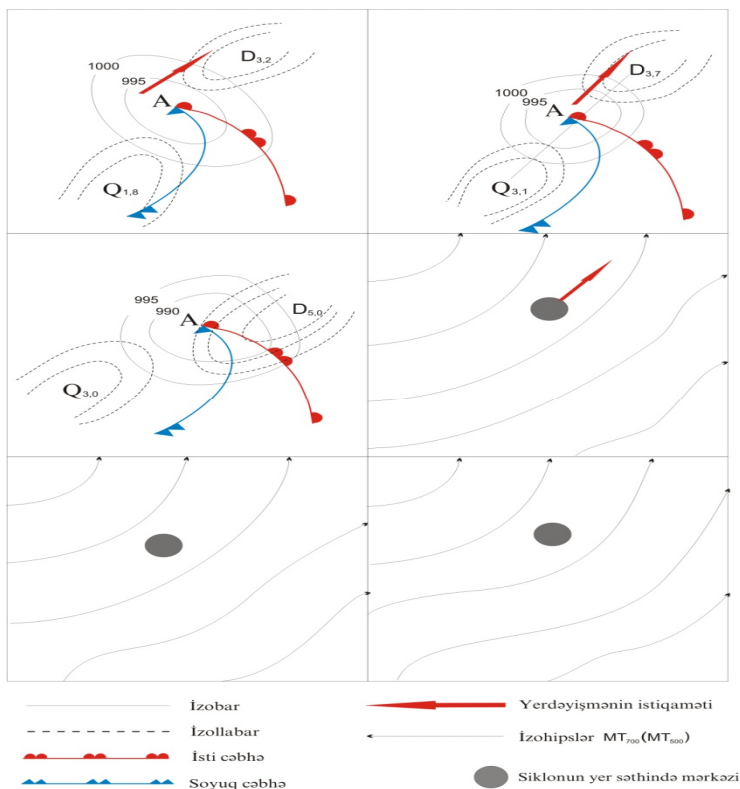 1000
995
A
D3,2
Q1,8
1000
995
A
D3,7
Q3,1
995
990
A
D5,0
Q3,0
İzobar
İzollabar
İsti cəbhə
Soyuq cəbhə
Yerdəyişmənin istiqaməti
İzohipslər MT700(MT500)
Siklonun yer səthində mərkəzi